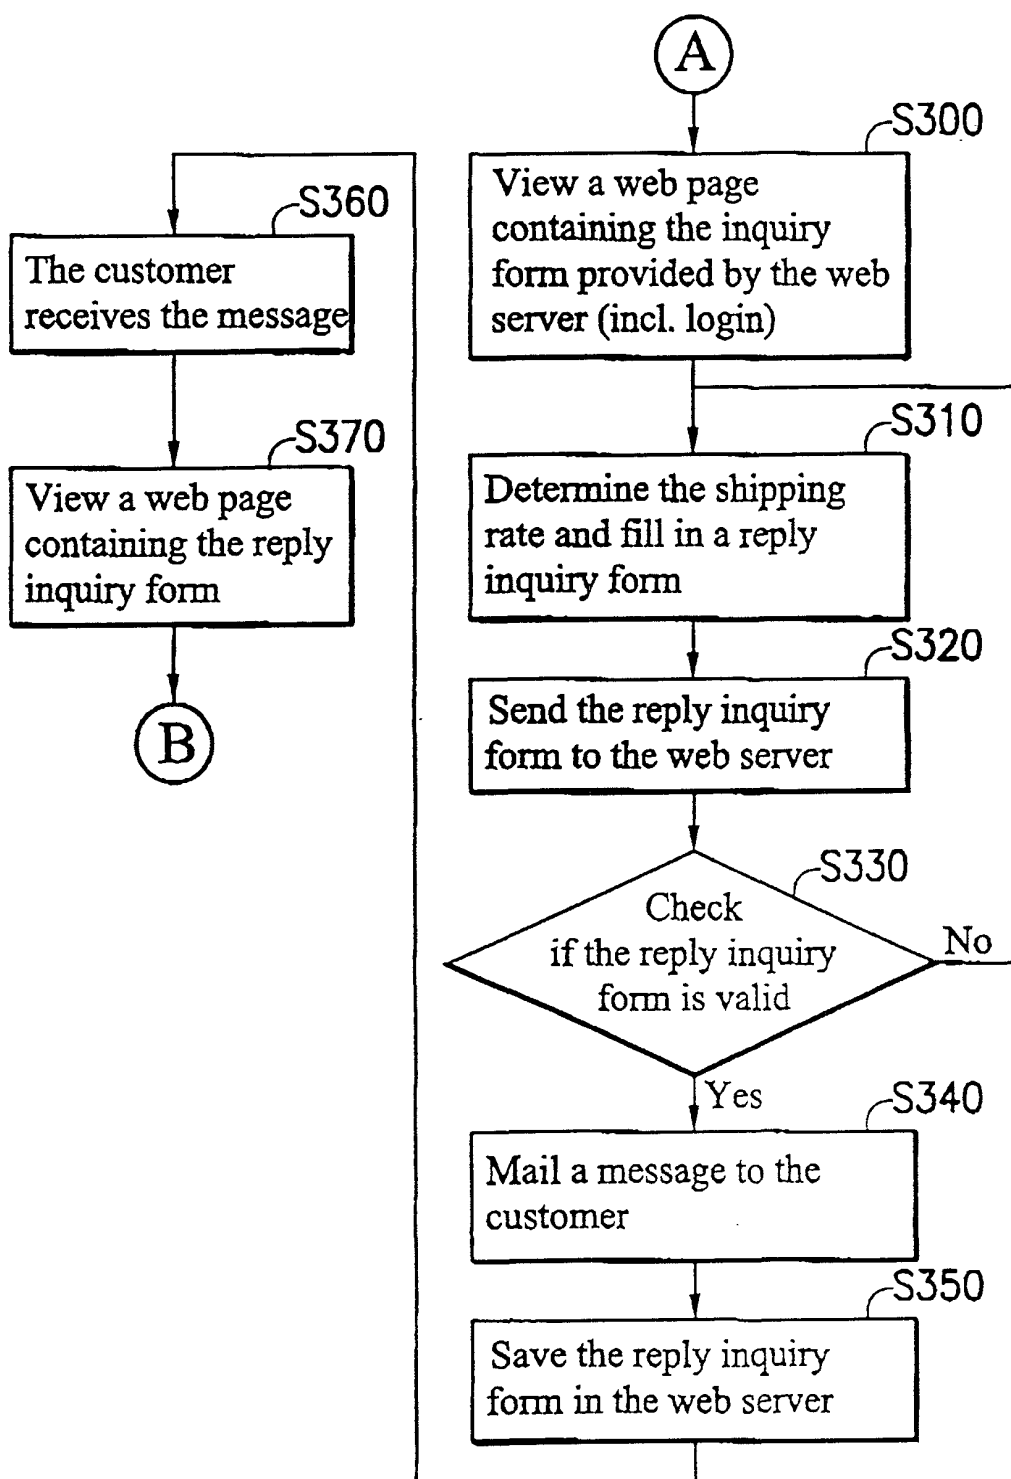 A
S300
View a web page
containing the inquiry
form provided by the web
server (incl. login)
S310
Determine the shipping
rate and fill in a reply
inquiry form
S320
Send the reply inquiry
form to the web server
S330
Check
if the reply inquiry
form is valid
No
Yes
S340
Mail a message to the
customer
S350
Save the reply inquiry
form in the web server
S360
The customer
receives the message
S370
View a web page
containing the reply
inquiry form
B